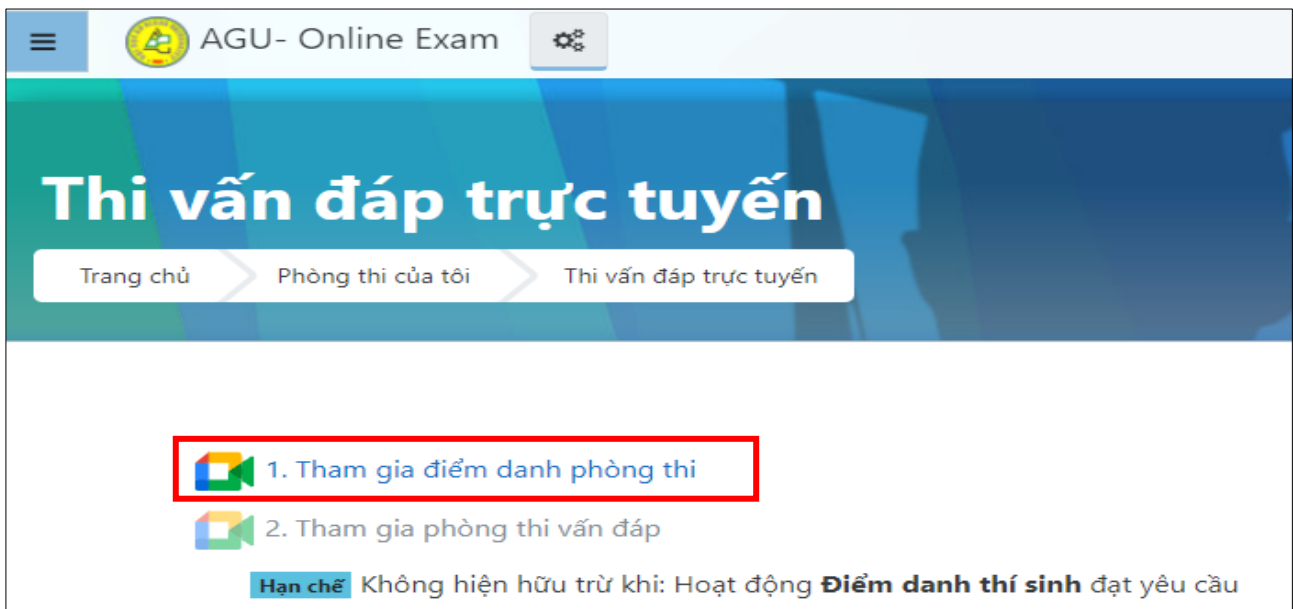 AGU- Online Exam
Thi vấn đáp trực tuyến
Trang chủ Phòng thi của tôi Thi vấn đáp trực tuyến
1. Tham gia điểm danh phòng thi
2. Tham gia phòng thi vấn đáp
Hạn chế Không hiện hữu trừ khi: Hoạt động Điểm danh thí sinh đạt yêu cầu